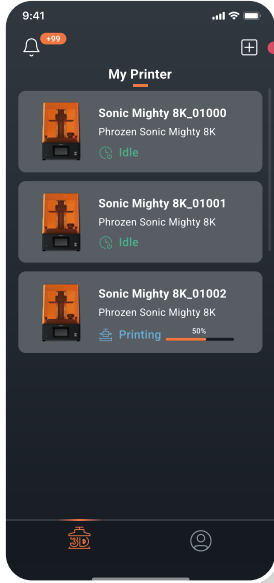 9:41
+99
My Printer
Sonic Mighty 8K_01000
Phrozen Sonic Mighty 8K
Idle
Sonic Mighty 8K_01001
Phrozen Sonic Mighty 8K
Idle
Sonic Mighty 8K_01002
Phrozen Sonic Mighty 8K
Printing 50%
3D